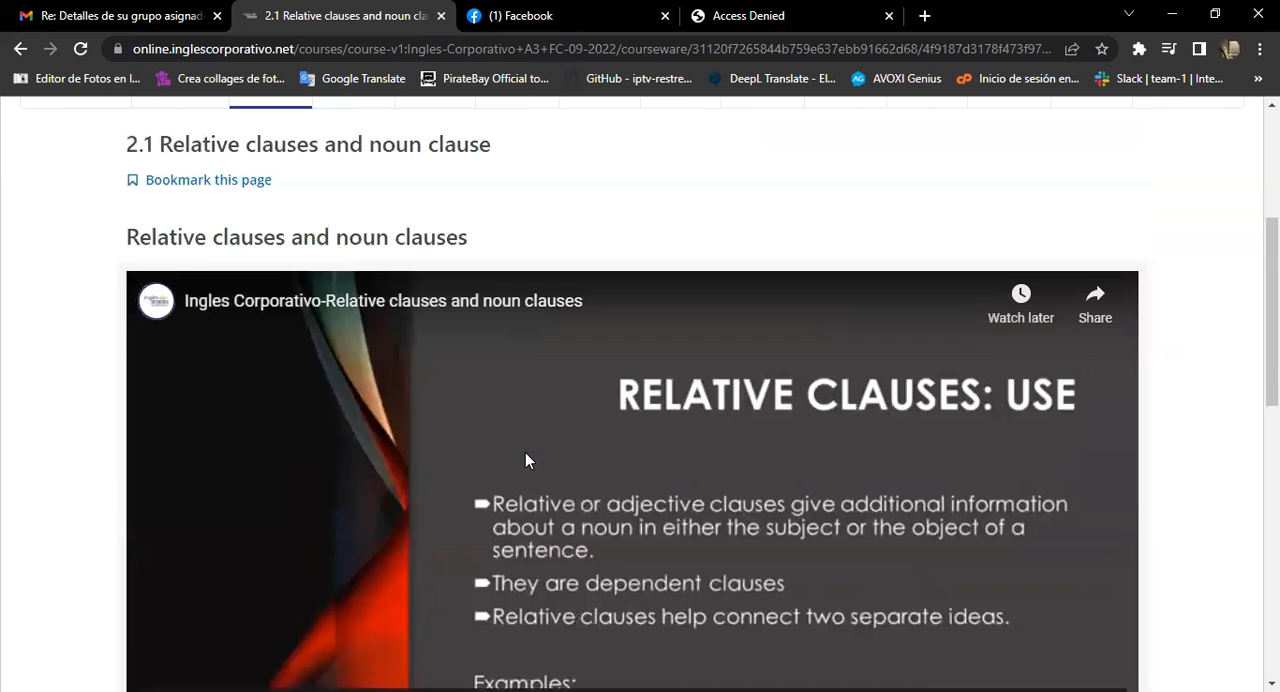 Re: Detalles de su grupo asignad
2.1 Relative clauses and noun cl
(1) Facebook
Access Denied
online.inglescorporativo.net/courses/course-v1:Ingles-Corporativo+A3+FC-09-2022/courseware/31120f7265844b759e637ebb91662d68/4f9187d3178f473f97...
Editor de Fotos en l...
Crea collages de fot...
Google Translate
PirateBay Official to...
GitHub - iptv-restre...
DeepL Translate - El...
AVOXI Genius
Inicio de sesión en...
Slack | team-1 | Inte...
2.1 Relative clauses and noun clause
Bookmark this page
Relative clauses and noun clauses
Ingles Corporativo-Relative clauses and noun clauses
Watch later
Share
RELATIVE CLAUSES: USE
Relative or adjective clauses give additional information
about a noun in either the subject or the object of a
sentence.
They are dependent clauses
Relative clauses help connect two separate ideas.
Examples: